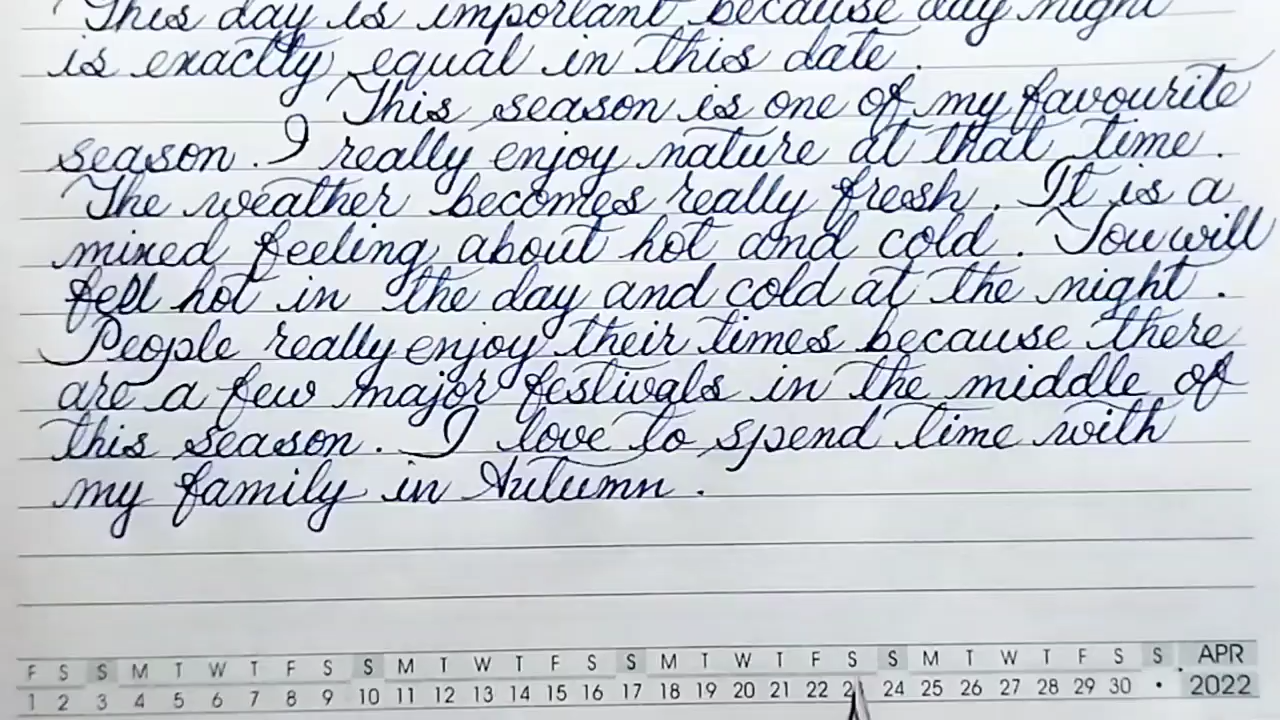 This day is important because day night
is exactly equal in this date.
This season is one of my favourite
season. I really enjoy nature at that time.
The weather becomes really fresh. It is a
mixed feeling about hot and cold. You will
fell hot in the day and cold at the night.
People really enjoy their times because there
are a few major festivals in the middle of
this season. I love to spend time with
my family in Autumn.
F S S M T W T F S S M T W T F S S M T W T F S S M T W T F S S APR
1 2 3 4 5 6 7 8 9 10 11 12 13 14 15 16 17 18 19 20 21 22 24 25 26 27 28 29 30 • 2022